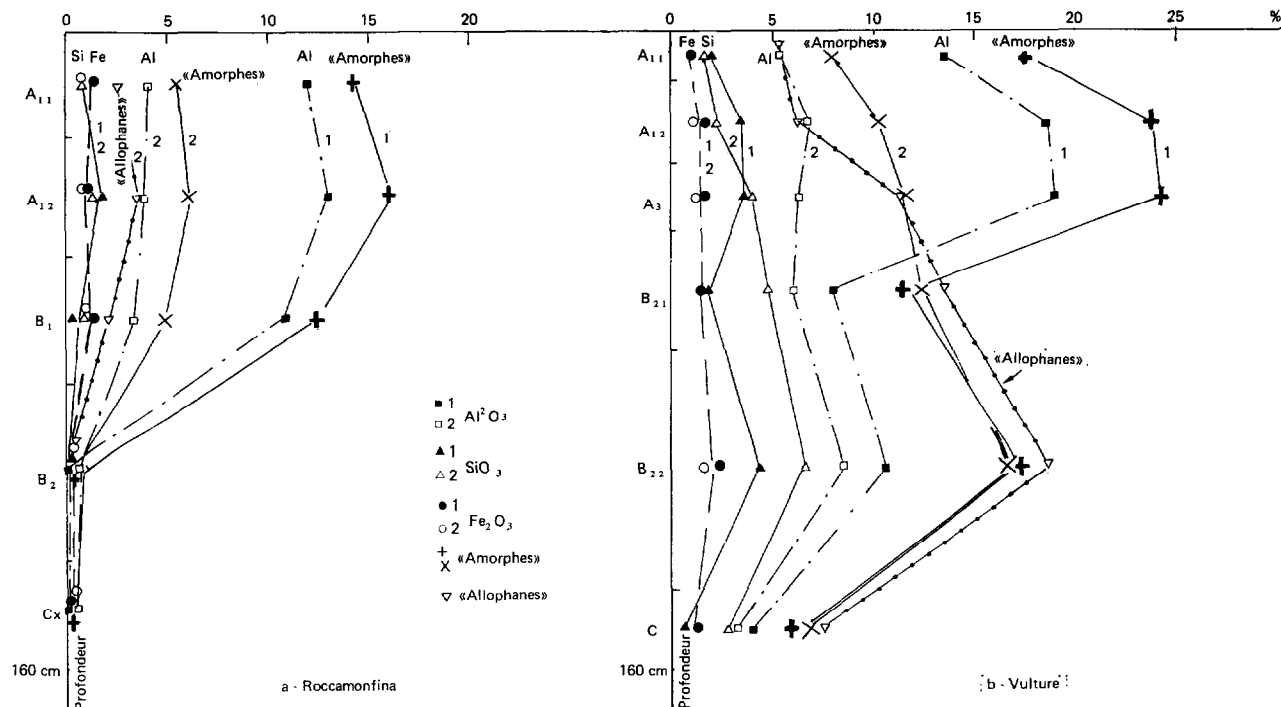 0 5 10 15 20
Si Fe Al «Amorphes» Al «Amorphes»
A11
1 2 «Allophanes» 2 2 2 1 1
A12
B1
B2
Cx
160 cm
Profondeur
1
2 Al²O3
1
2 SiO3
1
2 Fe2O3
«Amorphes»
«Allophanes»
a - Roccamonfina
0 5 10 15 20 25 %
Fe Si Al «Amorphes» Al «Amorphes»
A11
A12
1 2 2 1 2 2 1 1
A3
B21
«Allophanes»
B22
C
160 cm
Profondeur
b - Vulture